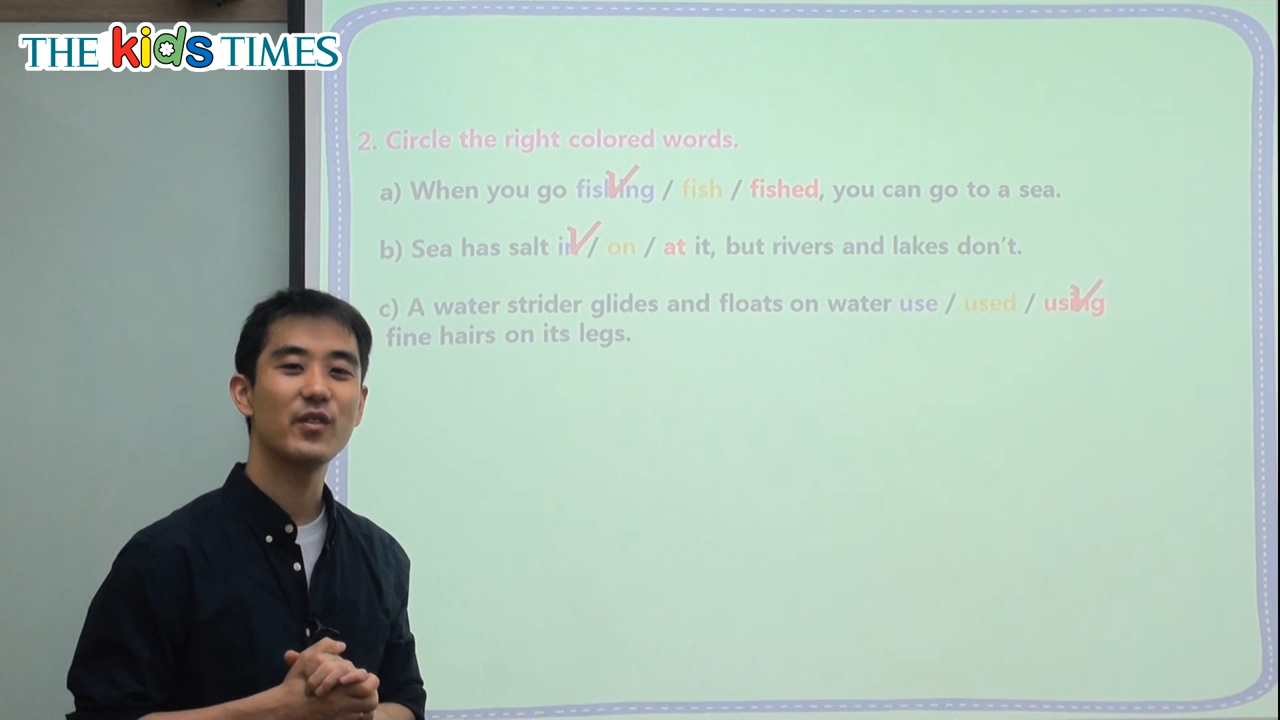 THE kids TIMES
2. Circle the right colored words.
a) When you go fishing / fish / fished, you can go to a sea.
b) Sea has salt in / on / at it, but rivers and lakes don't.
c) A water strider glides and floats on water use / used / using
fine hairs on its legs.